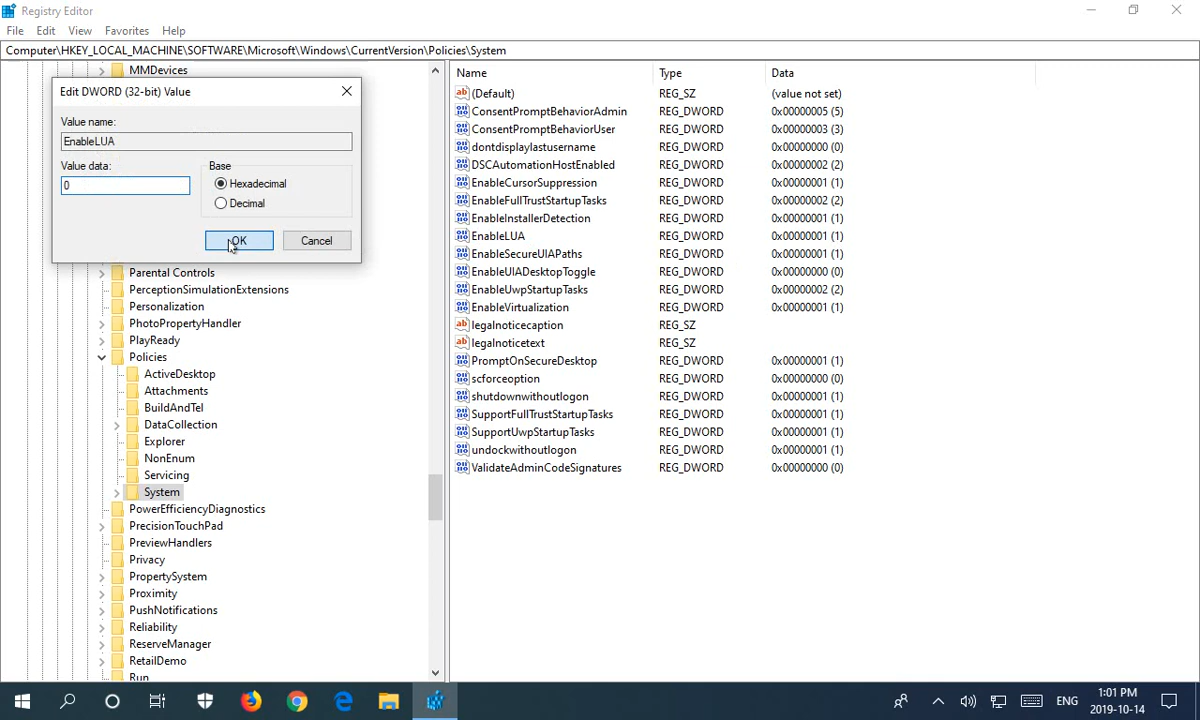 Registry Editor
File Edit View Favorites Help
Computer\HKEY_LOCAL_MACHINE\SOFTWARE\Microsoft\Windows\CurrentVersion\Policies\System
MMDevices
Edit DWORD (32-bit) Value
Value name:
EnableLUA
Value data:
0
Base
Hexadecimal
Decimal
OK
Cancel
Parental Controls
PerceptionSimulationExtensions
Personalization
PhotoPropertyHandler
PlayReady
Policies
ActiveDesktop
Attachments
BuildAndTel
DataCollection
Explorer
NonEnum
Servicing
System
PowerEfficiencyDiagnostics
PrecisionTouchPad
PreviewHandlers
Privacy
PropertySystem
Proximity
PushNotifications
Reliability
ReserveManager
RetailDemo
Run
Name Type Data
(Default) REG_SZ (value not set)
ConsentPromptBehaviorAdmin REG_DWORD 0x00000005 (5)
ConsentPromptBehaviorUser REG_DWORD 0x00000003 (3)
dontdisplaylastusername REG_DWORD 0x00000000 (0)
DSCAutomationHostEnabled REG_DWORD 0x00000002 (2)
EnableCursorSuppression REG_DWORD 0x00000001 (1)
EnableFullTrustStartupTasks REG_DWORD 0x00000002 (2)
EnableInstallerDetection REG_DWORD 0x00000001 (1)
EnableLUA REG_DWORD 0x00000001 (1)
EnableSecureUIAPaths REG_DWORD 0x00000001 (1)
EnableUIADesktopToggle REG_DWORD 0x00000000 (0)
EnableUwpStartupTasks REG_DWORD 0x00000002 (2)
EnableVirtualization REG_DWORD 0x00000001 (1)
legalnoticecaption REG_SZ
legalnoticetext REG_SZ
PromptOnSecureDesktop REG_DWORD 0x00000001 (1)
scforceoption REG_DWORD 0x00000000 (0)
shutdownwithoutlogon REG_DWORD 0x00000001 (1)
SupportFullTrustStartupTasks REG_DWORD 0x00000001 (1)
SupportUwpStartupTasks REG_DWORD 0x00000001 (1)
undockwithoutlogon REG_DWORD 0x00000001 (1)
ValidateAdminCodeSignatures REG_DWORD 0x00000000 (0)
ENG
1:01 PM
2019-10-14